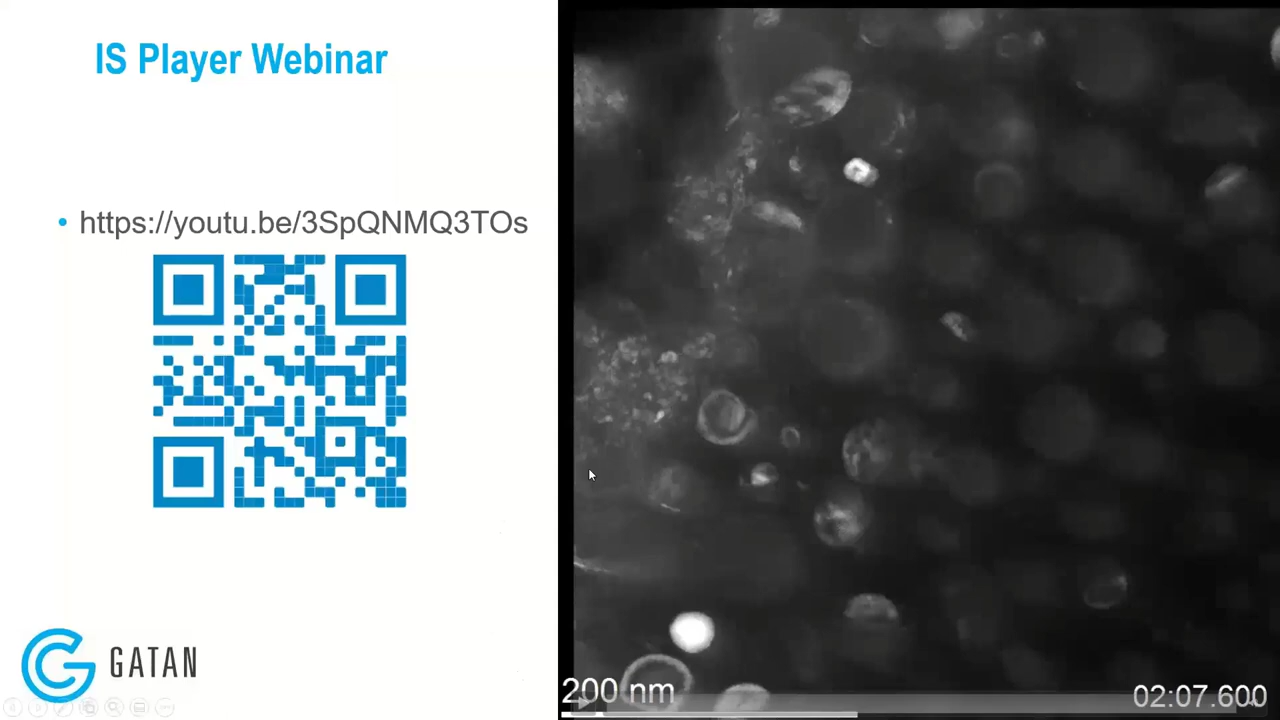 IS Player Webinar
• https://youtu.be/3SpQNMQ3TOs
GATAN
200 nm
02:07.600